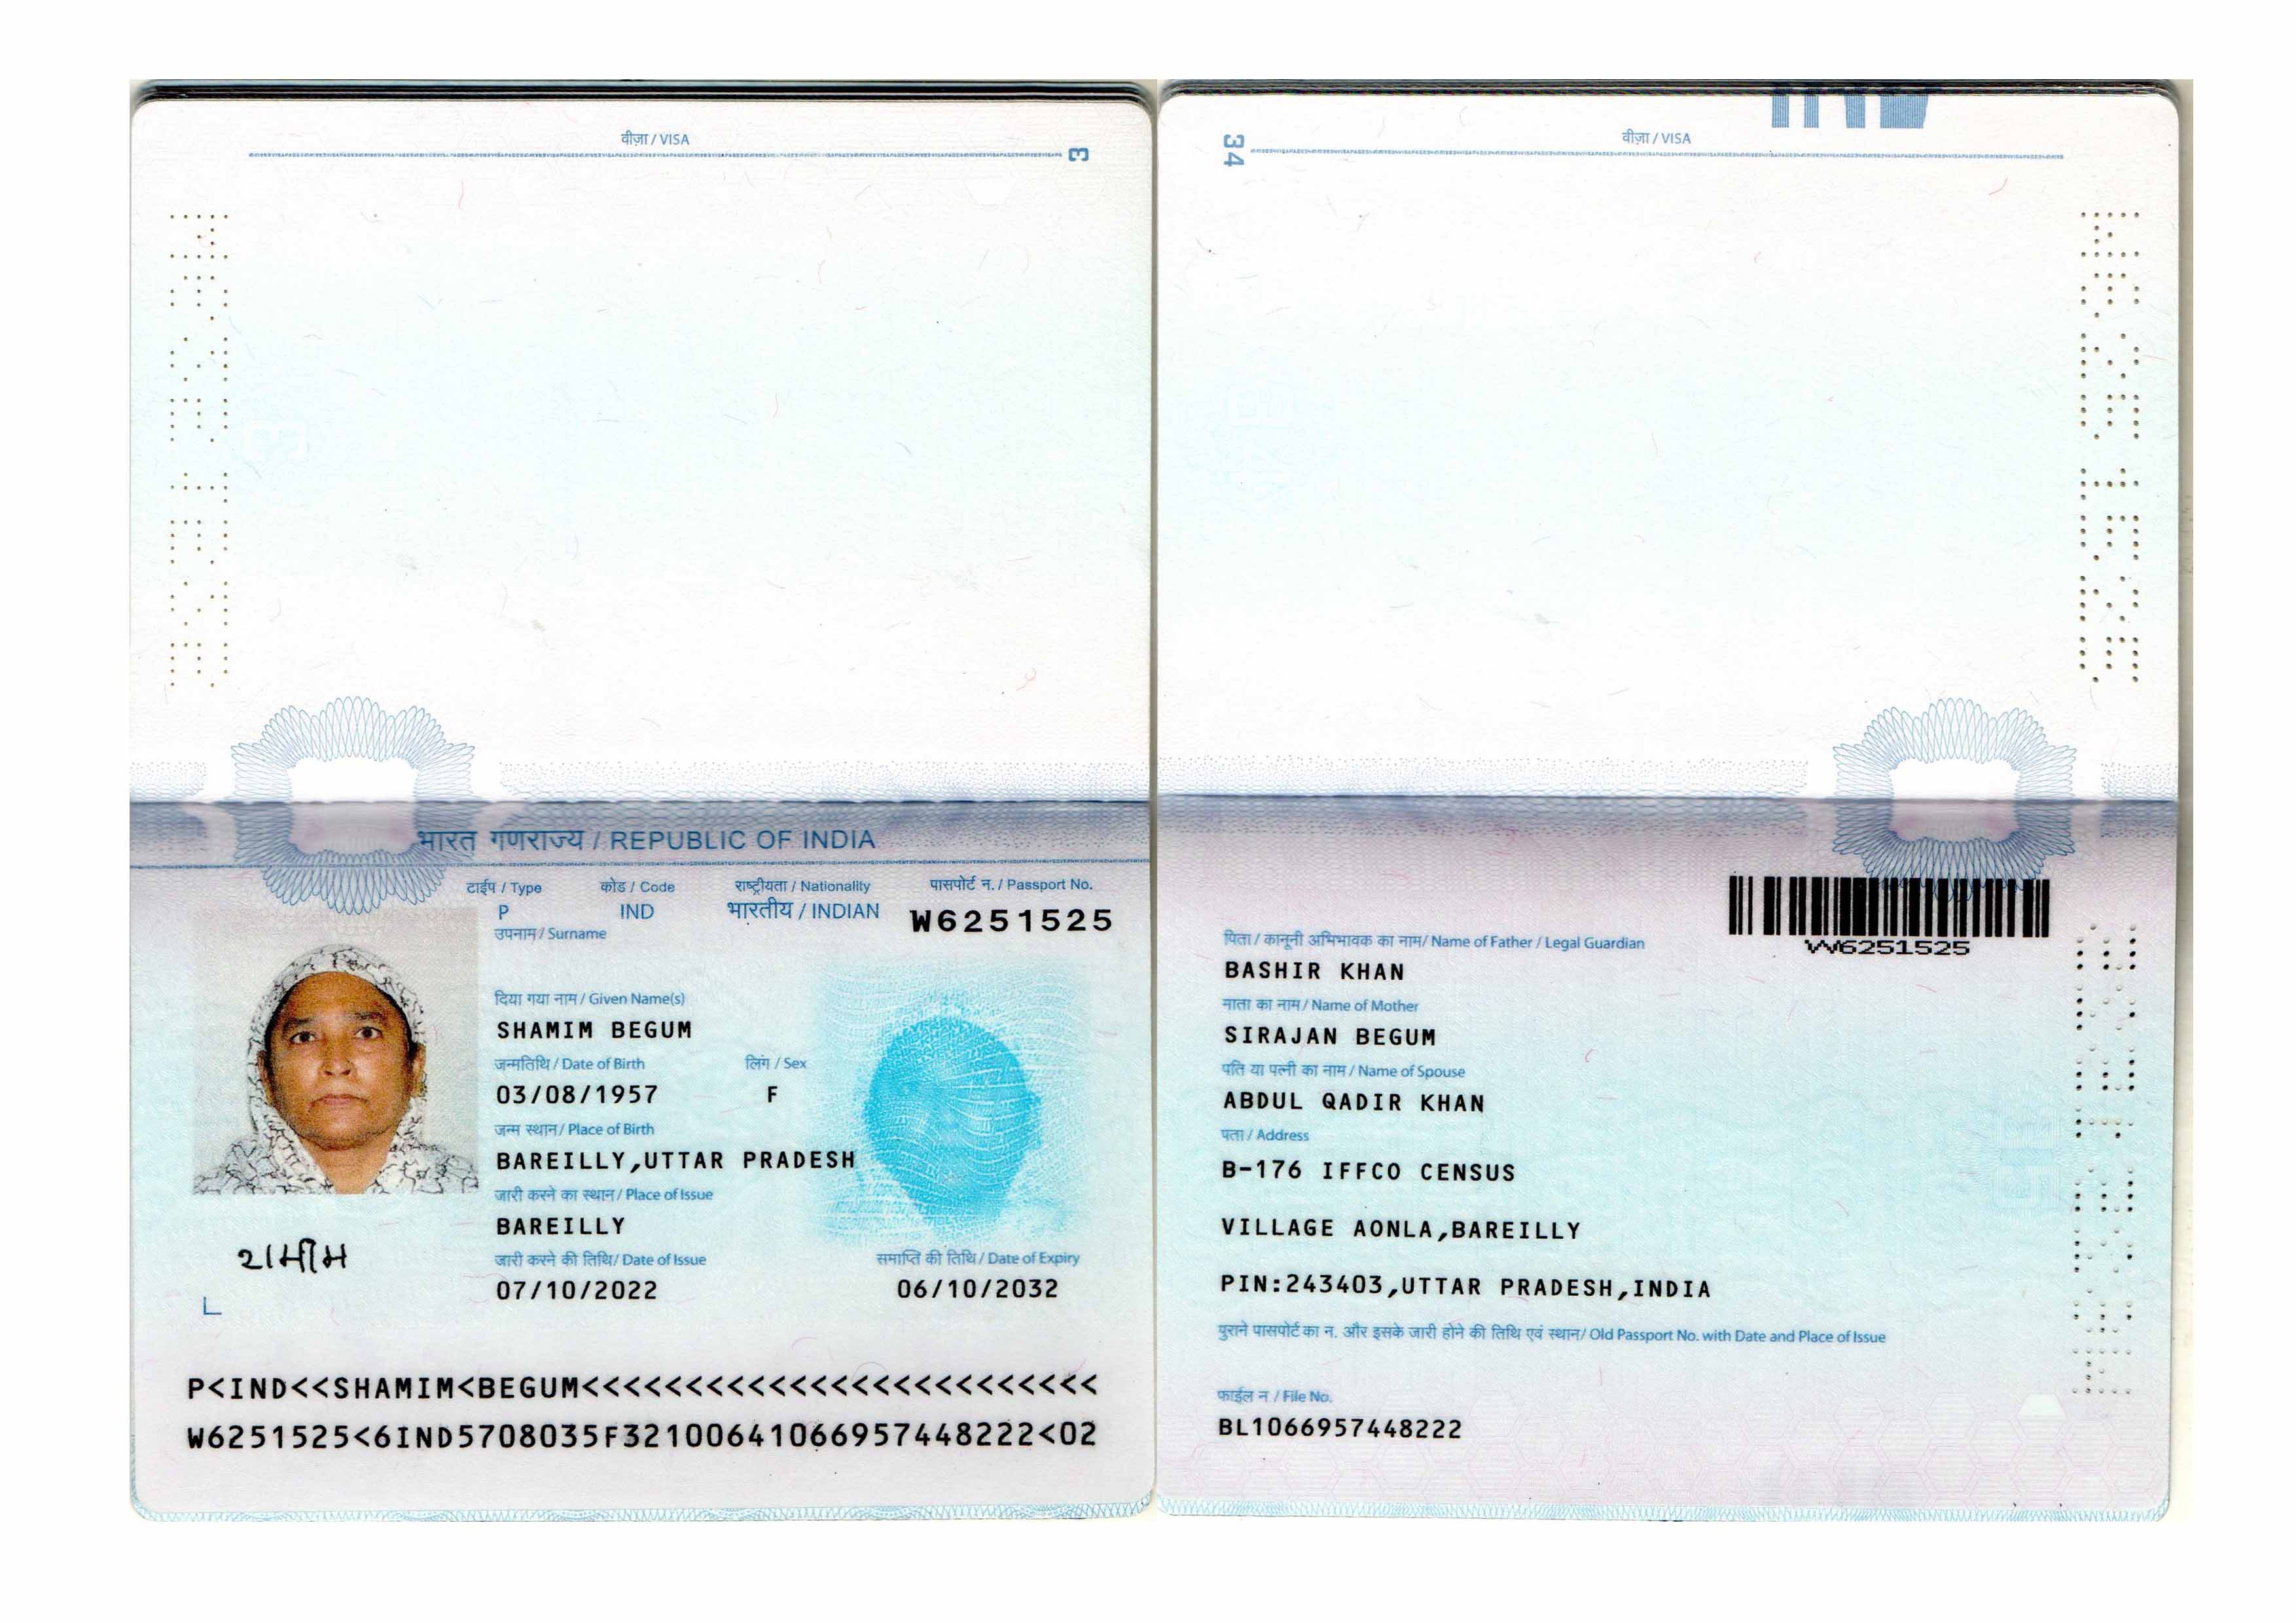 वीज़ा / VISA
3
भारत गणराज्य / REPUBLIC OF INDIA
टाईप / Type कोड / Code राष्ट्रीयता / Nationality पासपोर्ट न. / Passport No.
P IND भारतीय / INDIAN W6251525
उपनाम / Surname
दिया गया नाम / Given Name(s)
SHAMIM BEGUM
जन्मतिथि / Date of Birth लिंग / Sex
03/08/1957 F
जन्म स्थान / Place of Birth
BAREILLY,UTTAR PRADESH
जारी करने का स्थान / Place of Issue
BAREILLY
जारी करने की तिथि / Date of Issue समाप्ति की तिथि / Date of Expiry
07/10/2022 06/10/2032
शमीम
P<IND<<SHAMIM<BEGUM<<<<<<<<<<<<<<<<<<<<<<<<<
W6251525<6IND5708035F32100641066957448222<02
34
वीज़ा / VISA
W6251525
पिता / कानूनी अभिभावक का नाम / Name of Father / Legal Guardian
BASHIR KHAN
माता का नाम / Name of Mother
SIRAJAN BEGUM
पति या पत्नी का नाम / Name of Spouse
ABDUL QADIR KHAN
पता / Address
B-176 IFFCO CENSUS
VILLAGE AONLA,BAREILLY
PIN:243403,UTTAR PRADESH,INDIA
पुराने पासपोर्ट का न. और इसके जारी होने की तिथि एवं स्थान / Old Passport No. with Date and Place of Issue
फाईल न / File No.
BL1066957448222